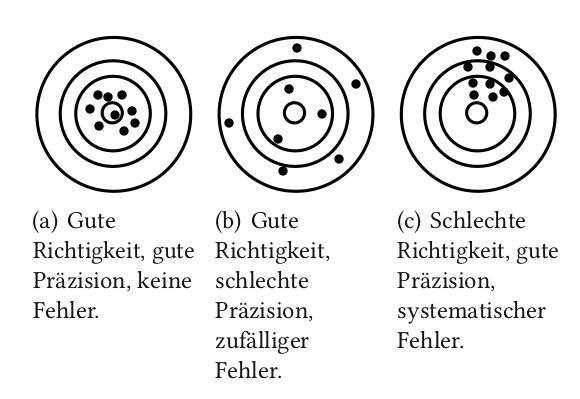 (a) Gute
Richtigkeit, gute
Präzision, keine
Fehler.
(b) Gute
Richtigkeit,
schlechte
Präzision,
zufälliger
Fehler.
(c) Schlechte
Richtigkeit, gute
Präzision,
systematischer
Fehler.